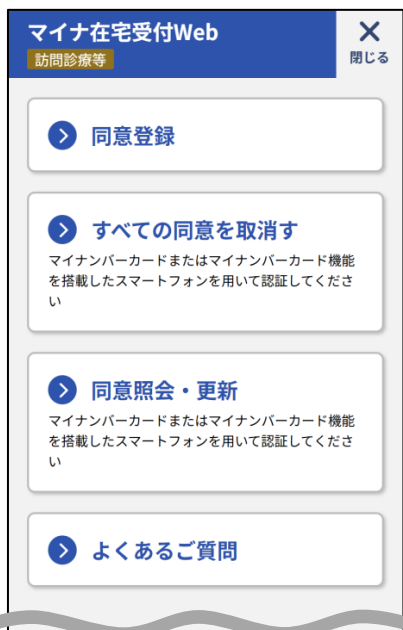 マイナ在宅受付Web
訪問診療等
閉じる
同意登録
すべての同意を取消す
マイナンバーカードまたはマイナンバーカード機能
を搭載したスマートフォンを用いて認証してくださ
い
同意照会・更新
マイナンバーカードまたはマイナンバーカード機能
を搭載したスマートフォンを用いて認証してくださ
い
よくあるご質問